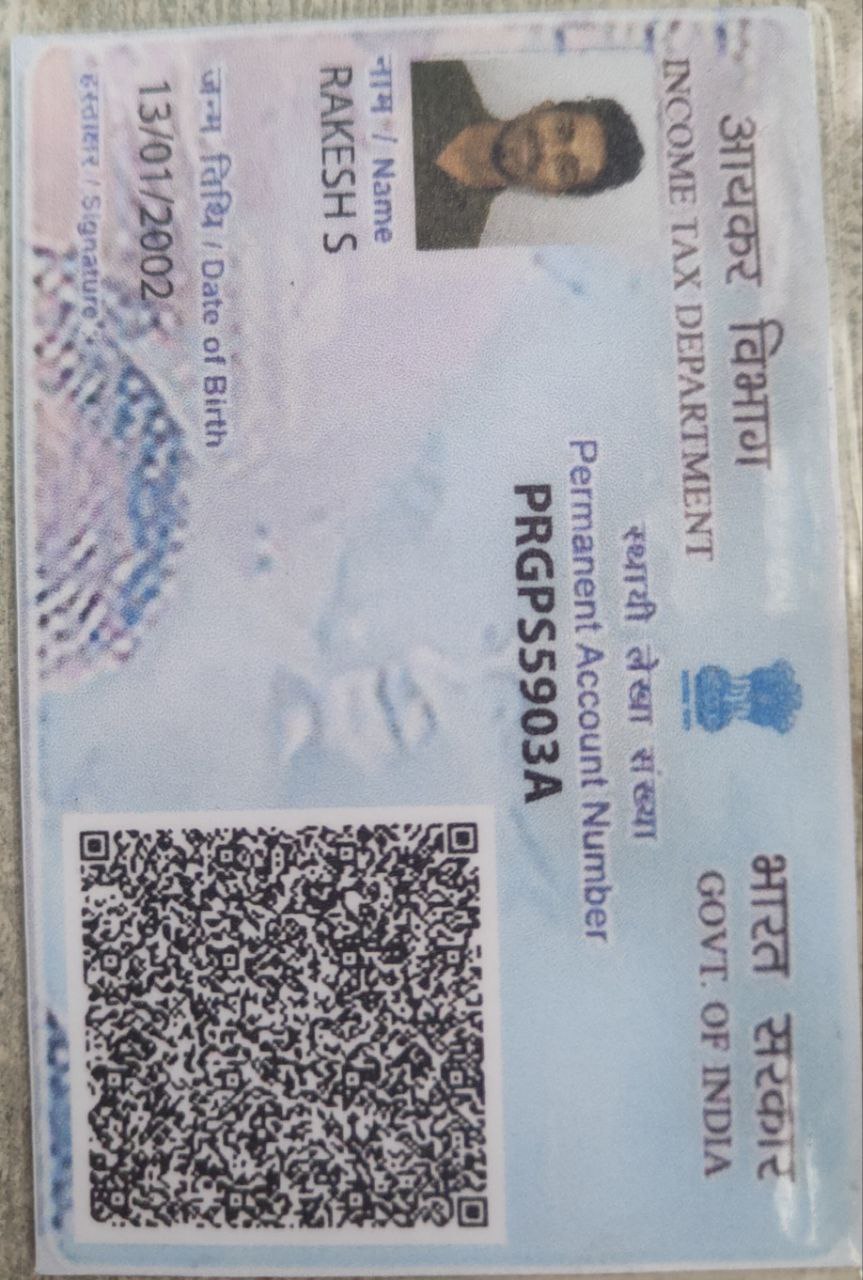 आयकर विभाग
INCOME TAX DEPARTMENT
भारत सरकार
GOVT. OF INDIA
स्थायी लेखा संख्या
Permanent Account Number
PRGPS5903A
नाम / Name
RAKESH S
जन्म तिथि / Date of Birth
13/01/2002
हस्ताक्षर / Signature